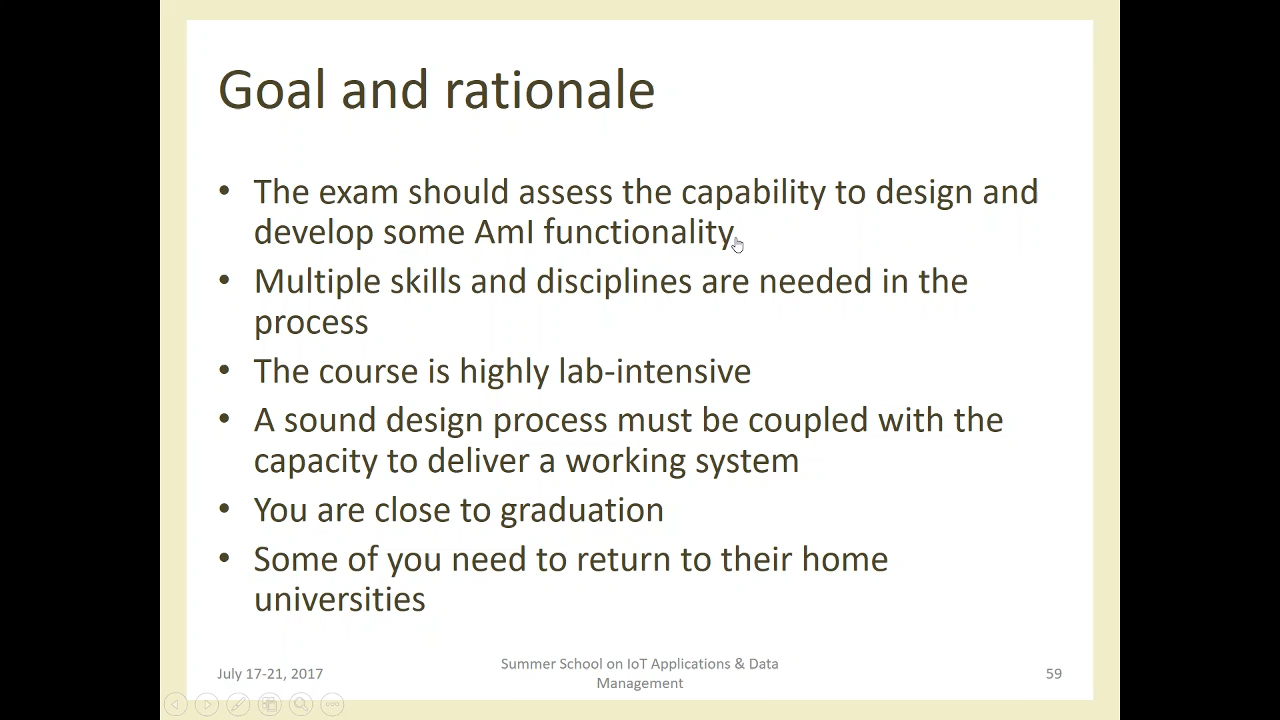 Goal and rationale
• The exam should assess the capability to design and
develop some AmI functionality
• Multiple skills and disciplines are needed in the
process
• The course is highly lab-intensive
• A sound design process must be coupled with the
capacity to deliver a working system
• You are close to graduation
• Some of you need to return to their home
universities
July 17-21, 2017
Summer School on IoT Applications & Data
Management
59